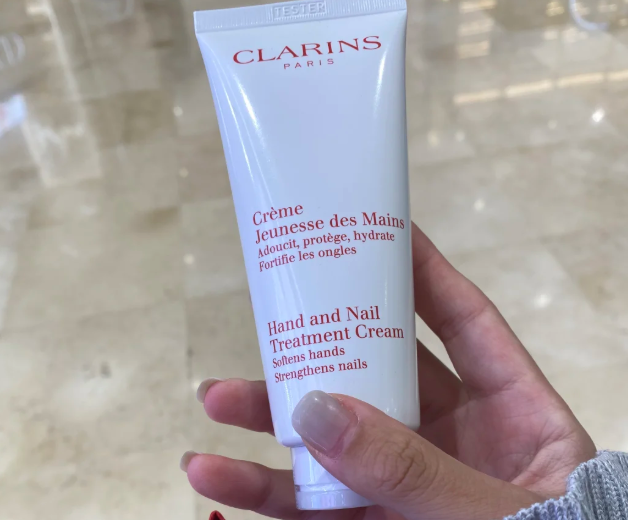 TESTER
CLARINS
PARIS
Crème
Jeunesse des Mains
Adoucit, protège, hydrate
Fortifie les ongles
Hand and Nail
Treatment Cream
Softens hands
Strengthens nails